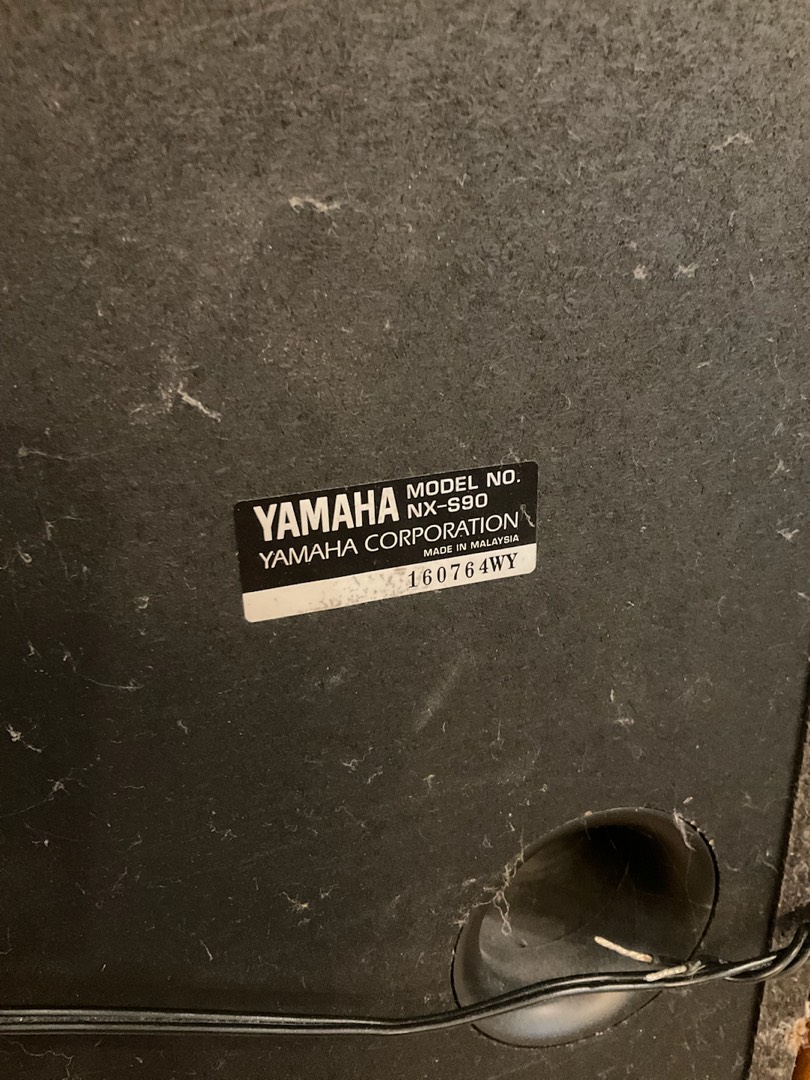 YAMAHA MODEL NO.
NX-S90
YAMAHA CORPORATION
MADE IN MALAYSIA
160764WY